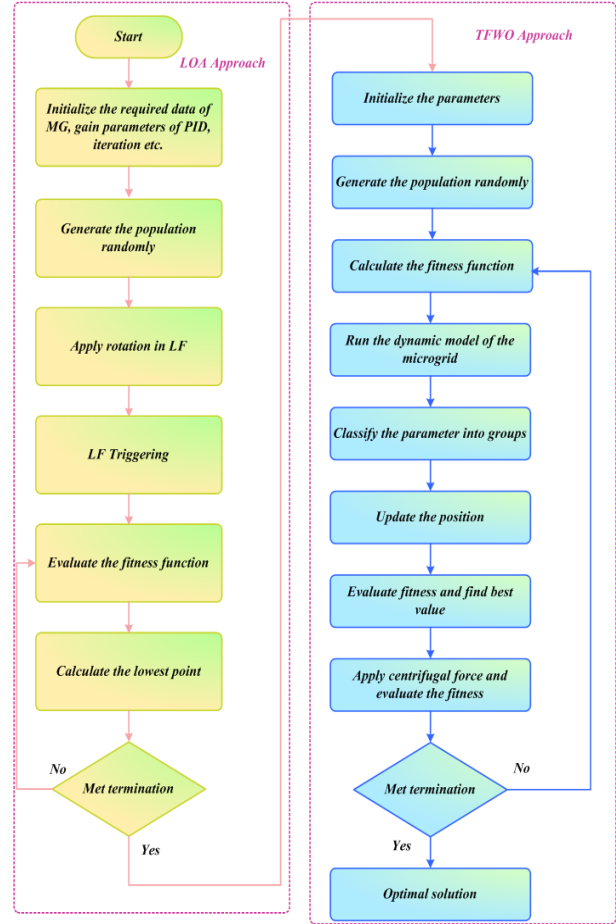 Start
LOA Approach
Initialize the required data of
MG, gain parameters of PID,
iteration etc.
Generate the population
randomly
Apply rotation in LF
LF Triggering
Evaluate the fitness function
Calculate the lowest point
No
Met termination
Yes
TFWO Approach
Initialize the parameters
Generate the population randomly
Calculate the fitness function
Run the dynamic model of the
microgrid
Classify the parameter into groups
Update the position
Evaluate fitness and find best
value
Apply centrifugal force and
evaluate the fitness
Met termination
No
Yes
Optimal solution